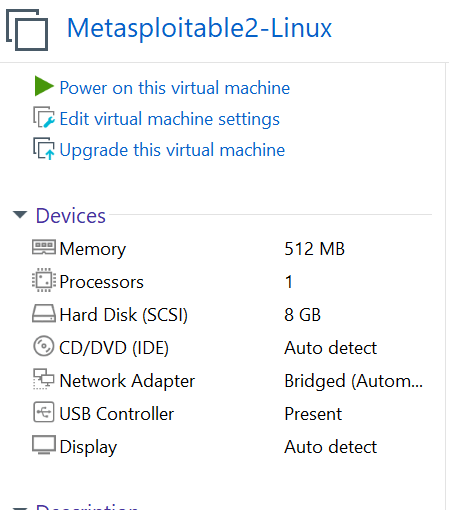 Metasploitable2-Linux
Power on this virtual machine
Edit virtual machine settings
Upgrade this virtual machine
Devices
Memory 512 MB
Processors 1
Hard Disk (SCSI) 8 GB
CD/DVD (IDE) Auto detect
Network Adapter Bridged (Autom...
USB Controller Present
Display Auto detect
Description